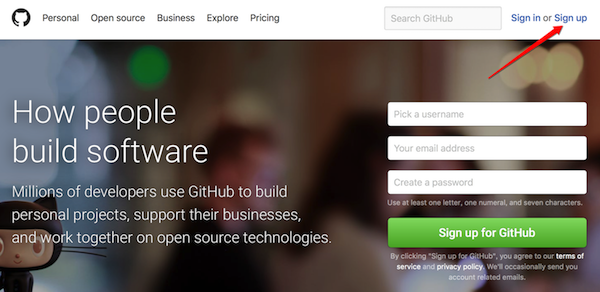 Personal Open source Business Explore Pricing Search GitHub Sign in or Sign up
How people
build software
Millions of developers use GitHub to build
personal projects, support their businesses,
and work together on open source technologies.
Pick a username
Your email address
Create a password
Use at least one letter, one numeral, and seven characters.
Sign up for GitHub
By clicking "Sign up for GitHub", you agree to our terms of
service and privacy policy. We'll occasionally send you
account related emails.